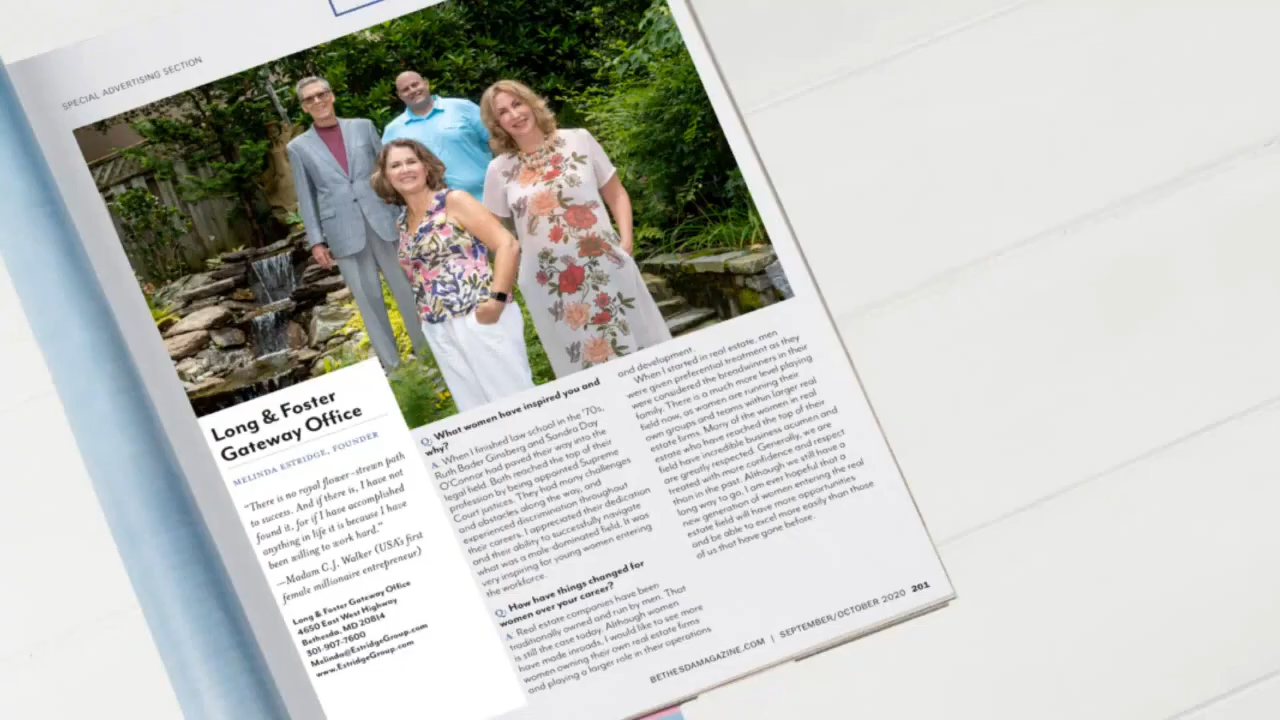 SPECIAL ADVERTISING SECTION
Long & Foster
Gateway Office
MELINDA ESTRIDGE, FOUNDER
“There is no royal flower-strewn path
to success. And if there is, I have not
found it, for if I have accomplished
anything in life it is because I have
been willing to work hard.”
—Madam C.J. Walker (USA's first
female millionaire entrepreneur)
Long & Foster Gateway Office
4650 East West Highway
Bethesda, MD 20814
301-907-7600
Melinda@EstridgeGroup.com
www.EstridgeGroup.com
Q: What women have inspired you and
why?
A: When I finished law school in the '70s,
Ruth Bader Ginsberg and Sandra Day
O'Connor had paved their way into the
legal field. Both reached the top of their
profession by being appointed Supreme
Court justices. They had many challenges
and obstacles along the way, and
experienced discrimination throughout
their careers. I appreciated their dedication
and their ability to successfully navigate
what was a male-dominated field. It was
very inspiring for young women entering
the workforce.
Q: How have things changed for
women over your career?
A: Real estate companies have been
traditionally owned and run by men. That
is still the case today. Although women
have made inroads, I would like to see more
women owning their own real estate firms
and playing a larger role in their operations
and development.
When I started in real estate, men
were given preferential treatment as they
were considered the breadwinners in their
family. There is a much more level playing
field now, as women are running their
own groups and teams within larger real
estate firms. Many of the women in real
estate who have reached the top of their
field have incredible business acumen and
are greatly respected. Generally, we are
treated with more confidence and respect
than in the past. Although we still have a
long way to go, I am ever hopeful that a
new generation of women entering the real
estate field will have more opportunities
and be able to excel more easily than those
of us that have gone before.
BETHESDAMAGAZINE.COM | SEPTEMBER/OCTOBER 2020 201